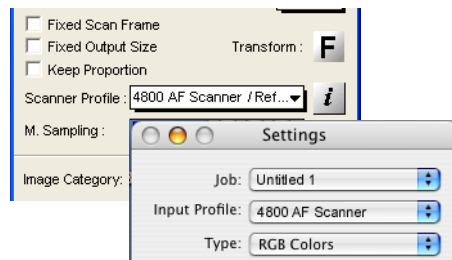 Fixed Scan Frame
Fixed Output Size
Transform : F
Keep Proportion
Scanner Profile : 4800 AF Scanner / Ref... i
M. Sampling :
Image Category:
Settings
Job: Untitled 1
Input Profile: 4800 AF Scanner
Type: RGB Colors